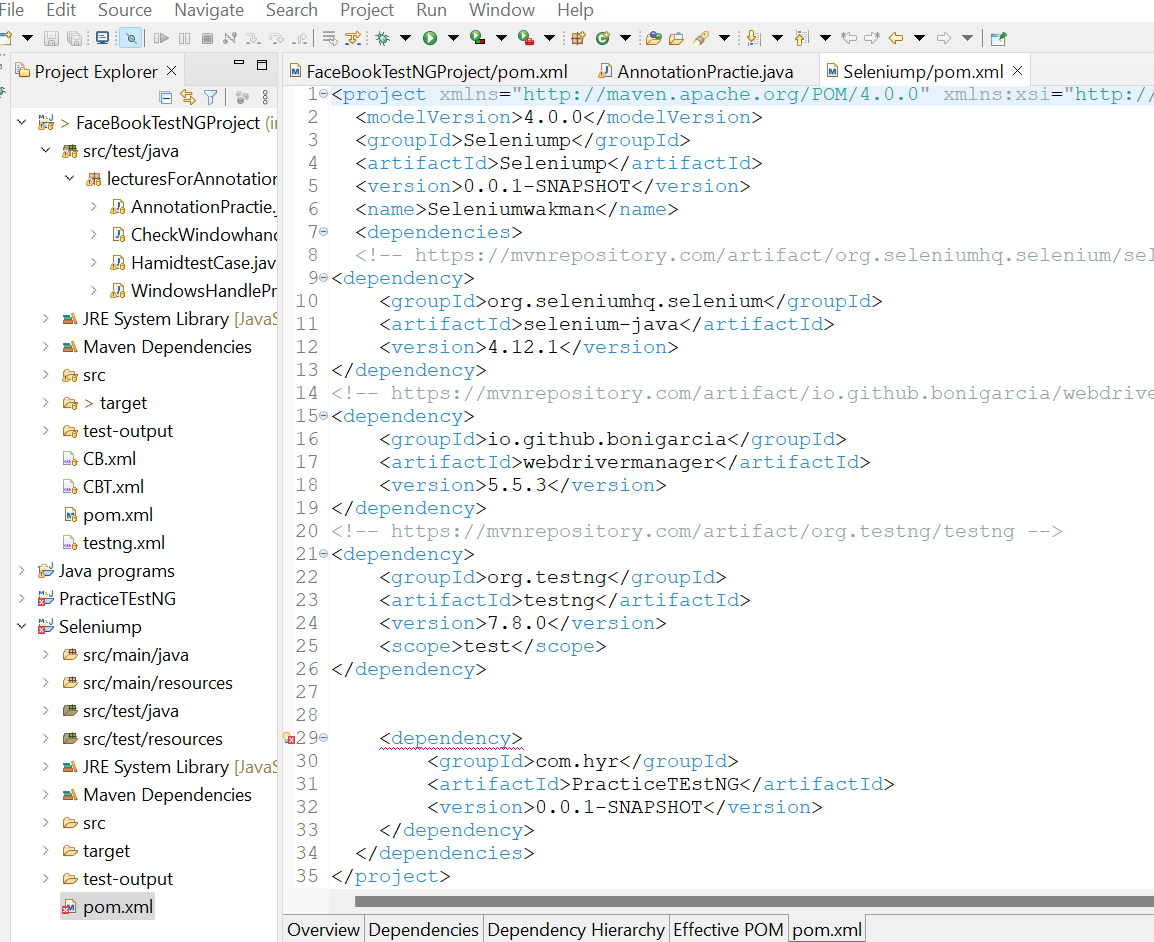 File Edit Source Navigate Search Project Run Window Help
Project Explorer
FaceBookTestNGProject/pom.xml AnnotationPractie.java Seleniump/pom.xml
> FaceBookTestNGProject (i
src/test/java
lecturesForAnnotation
AnnotationPractie.
CheckWindowhand
HamidtestCase.jav
WindowsHandlePr
JRE System Library [JavaS
Maven Dependencies
src
> target
test-output
CB.xml
CBT.xml
pom.xml
testng.xml
Java programs
PracticeTEstNG
Seleniump
src/main/java
src/main/resources
src/test/java
src/test/resources
JRE System Library [JavaS
Maven Dependencies
src
target
test-output
pom.xml
1 <project xmlns="http://maven.apache.org/POM/4.0.0" xmlns:xsi="http://
2 <modelVersion>4.0.0</modelVersion>
3 <groupId>Seleniump</groupId>
4 <artifactId>Seleniump</artifactId>
5 <version>0.0.1-SNAPSHOT</version>
6 <name>Seleniumwakman</name>
7 <dependencies>
8 <!-- https://mvnrepository.com/artifact/org.seleniumhq.selenium/sel
9 <dependency>
10 <groupId>org.seleniumhq.selenium</groupId>
11 <artifactId>selenium-java</artifactId>
12 <version>4.12.1</version>
13 </dependency>
14 <!-- https://mvnrepository.com/artifact/io.github.bonigarcia/webdrive
15 <dependency>
16 <groupId>io.github.bonigarcia</groupId>
17 <artifactId>webdrivermanager</artifactId>
18 <version>5.5.3</version>
19 </dependency>
20 <!-- https://mvnrepository.com/artifact/org.testng/testng -->
21 <dependency>
22 <groupId>org.testng</groupId>
23 <artifactId>testng</artifactId>
24 <version>7.8.0</version>
25 <scope>test</scope>
26 </dependency>
27
28
29 <dependency>
30 <groupId>com.hyr</groupId>
31 <artifactId>PracticeTEstNG</artifactId>
32 <version>0.0.1-SNAPSHOT</version>
33 </dependency>
34 </dependencies>
35 </project>
Overview Dependencies Dependency Hierarchy Effective POM pom.xml